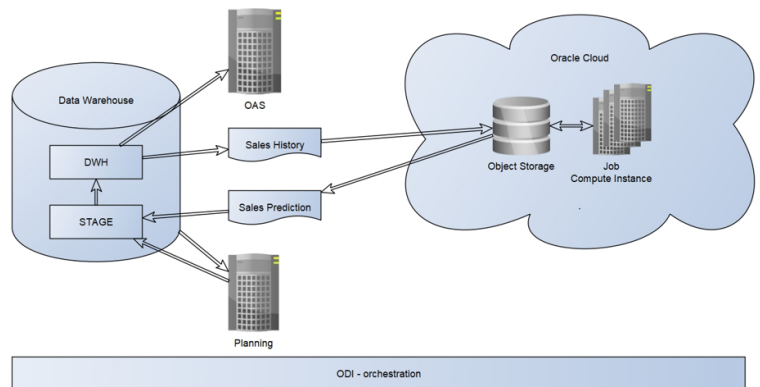 Oracle Cloud
Data Warehouse
OAS
Sales History
DWH
Object Storage
Job
Compute Instance
Sales Prediction
STAGE
Planning
ODI - orchestration